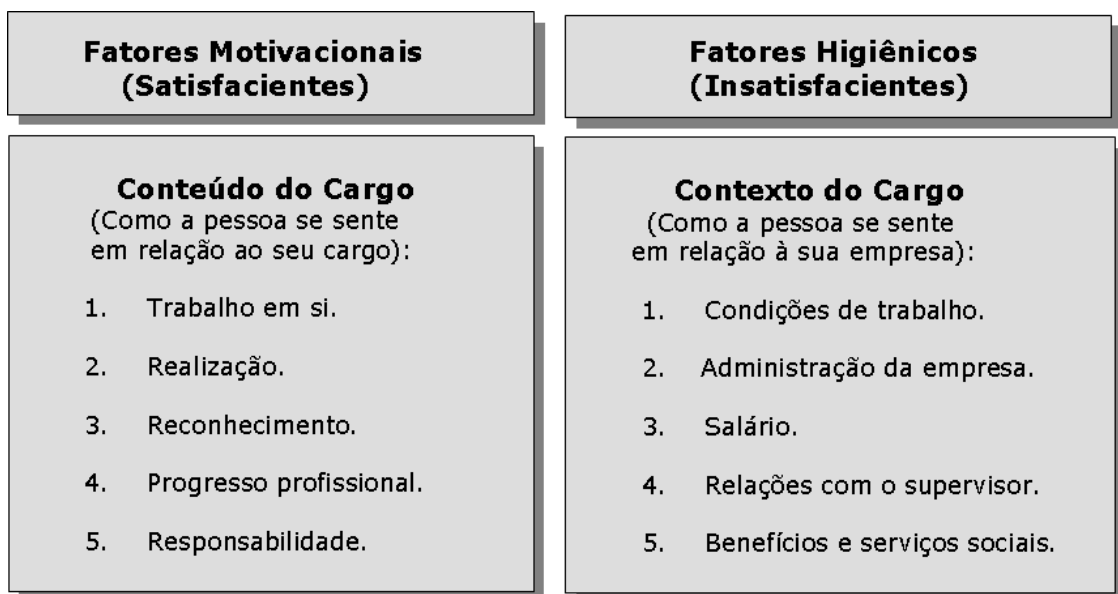 Fatores Motivacionais
(Satisfacientes)
Conteúdo do Cargo
(Como a pessoa se sente
em relação ao seu cargo):
1. Trabalho em si.
2. Realização.
3. Reconhecimento.
4. Progresso profissional.
5. Responsabilidade.
Fatores Higiênicos
(Insatisfacientes)
Contexto do Cargo
(Como a pessoa se sente
em relação à sua empresa):
1. Condições de trabalho.
2. Administração da empresa.
3. Salário.
4. Relações com o supervisor.
5. Benefícios e serviços sociais.